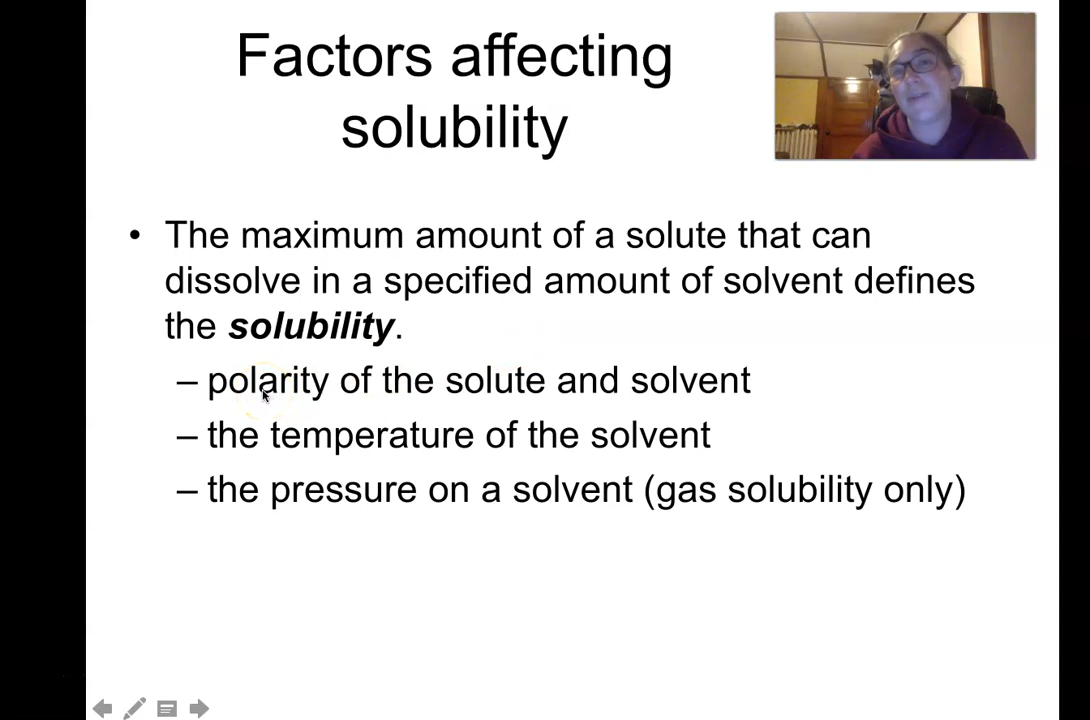 Factors affecting
solubility
• The maximum amount of a solute that can
dissolve in a specified amount of solvent defines
the solubility.
– polarity of the solute and solvent
– the temperature of the solvent
– the pressure on a solvent (gas solubility only)